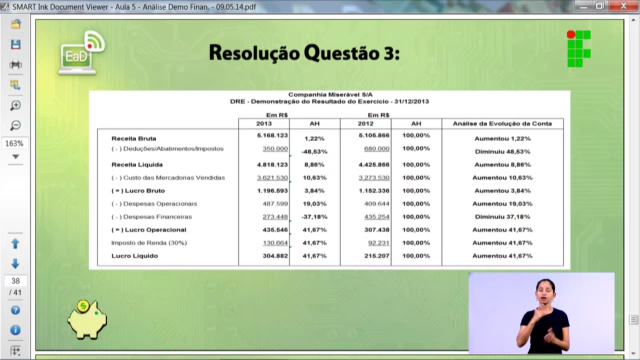 SMART Ink Document Viewer - Aula 5 - Análise Demo Finan. - 09.05.14.pdf
EaD
Resolução Questão 3:
Companhia Miserável S/A
DRE - Demonstração do Resultado do Exercício - 31/12/2013
Em R$ Em R$
2013 AH 2012 AH Análise da Evolução da Conta
Receita Bruta 5.168.123 1,22% 5.105.866 100,00% Aumentou 1,22%
( - ) Deduções/Abatimentos/Impostos 350.000 -48,53% 680.000 100,00% Diminuiu 48,53%
Receita Líquida 4.818.123 8,86% 4.425.866 100,00% Aumentou 8,86%
( - ) Custo das Mercadorias Vendidas 3.621.530 10,63% 3.273.530 100,00% Aumentou 10,63%
( = ) Lucro Bruto 1.196.593 3,84% 1.152.336 100,00% Aumentou 3,84%
( - ) Despesas Operacionais 487.599 19,03% 409.644 100,00% Aumentou 19,03%
( - ) Despesas Financeiras 273.448 -37,18% 435.254 100,00% Diminuiu 37,18%
( = ) Lucro Operacional 435.546 41,67% 307.438 100,00% Aumentou 41,67%
Imposto de Renda (30%) 130.664 41,67% 92.231 100,00% Aumentou 41,67%
Lucro Líquido 304.882 41,67% 215.207 100,00% Aumentou 41,67%
163%
38
/ 41